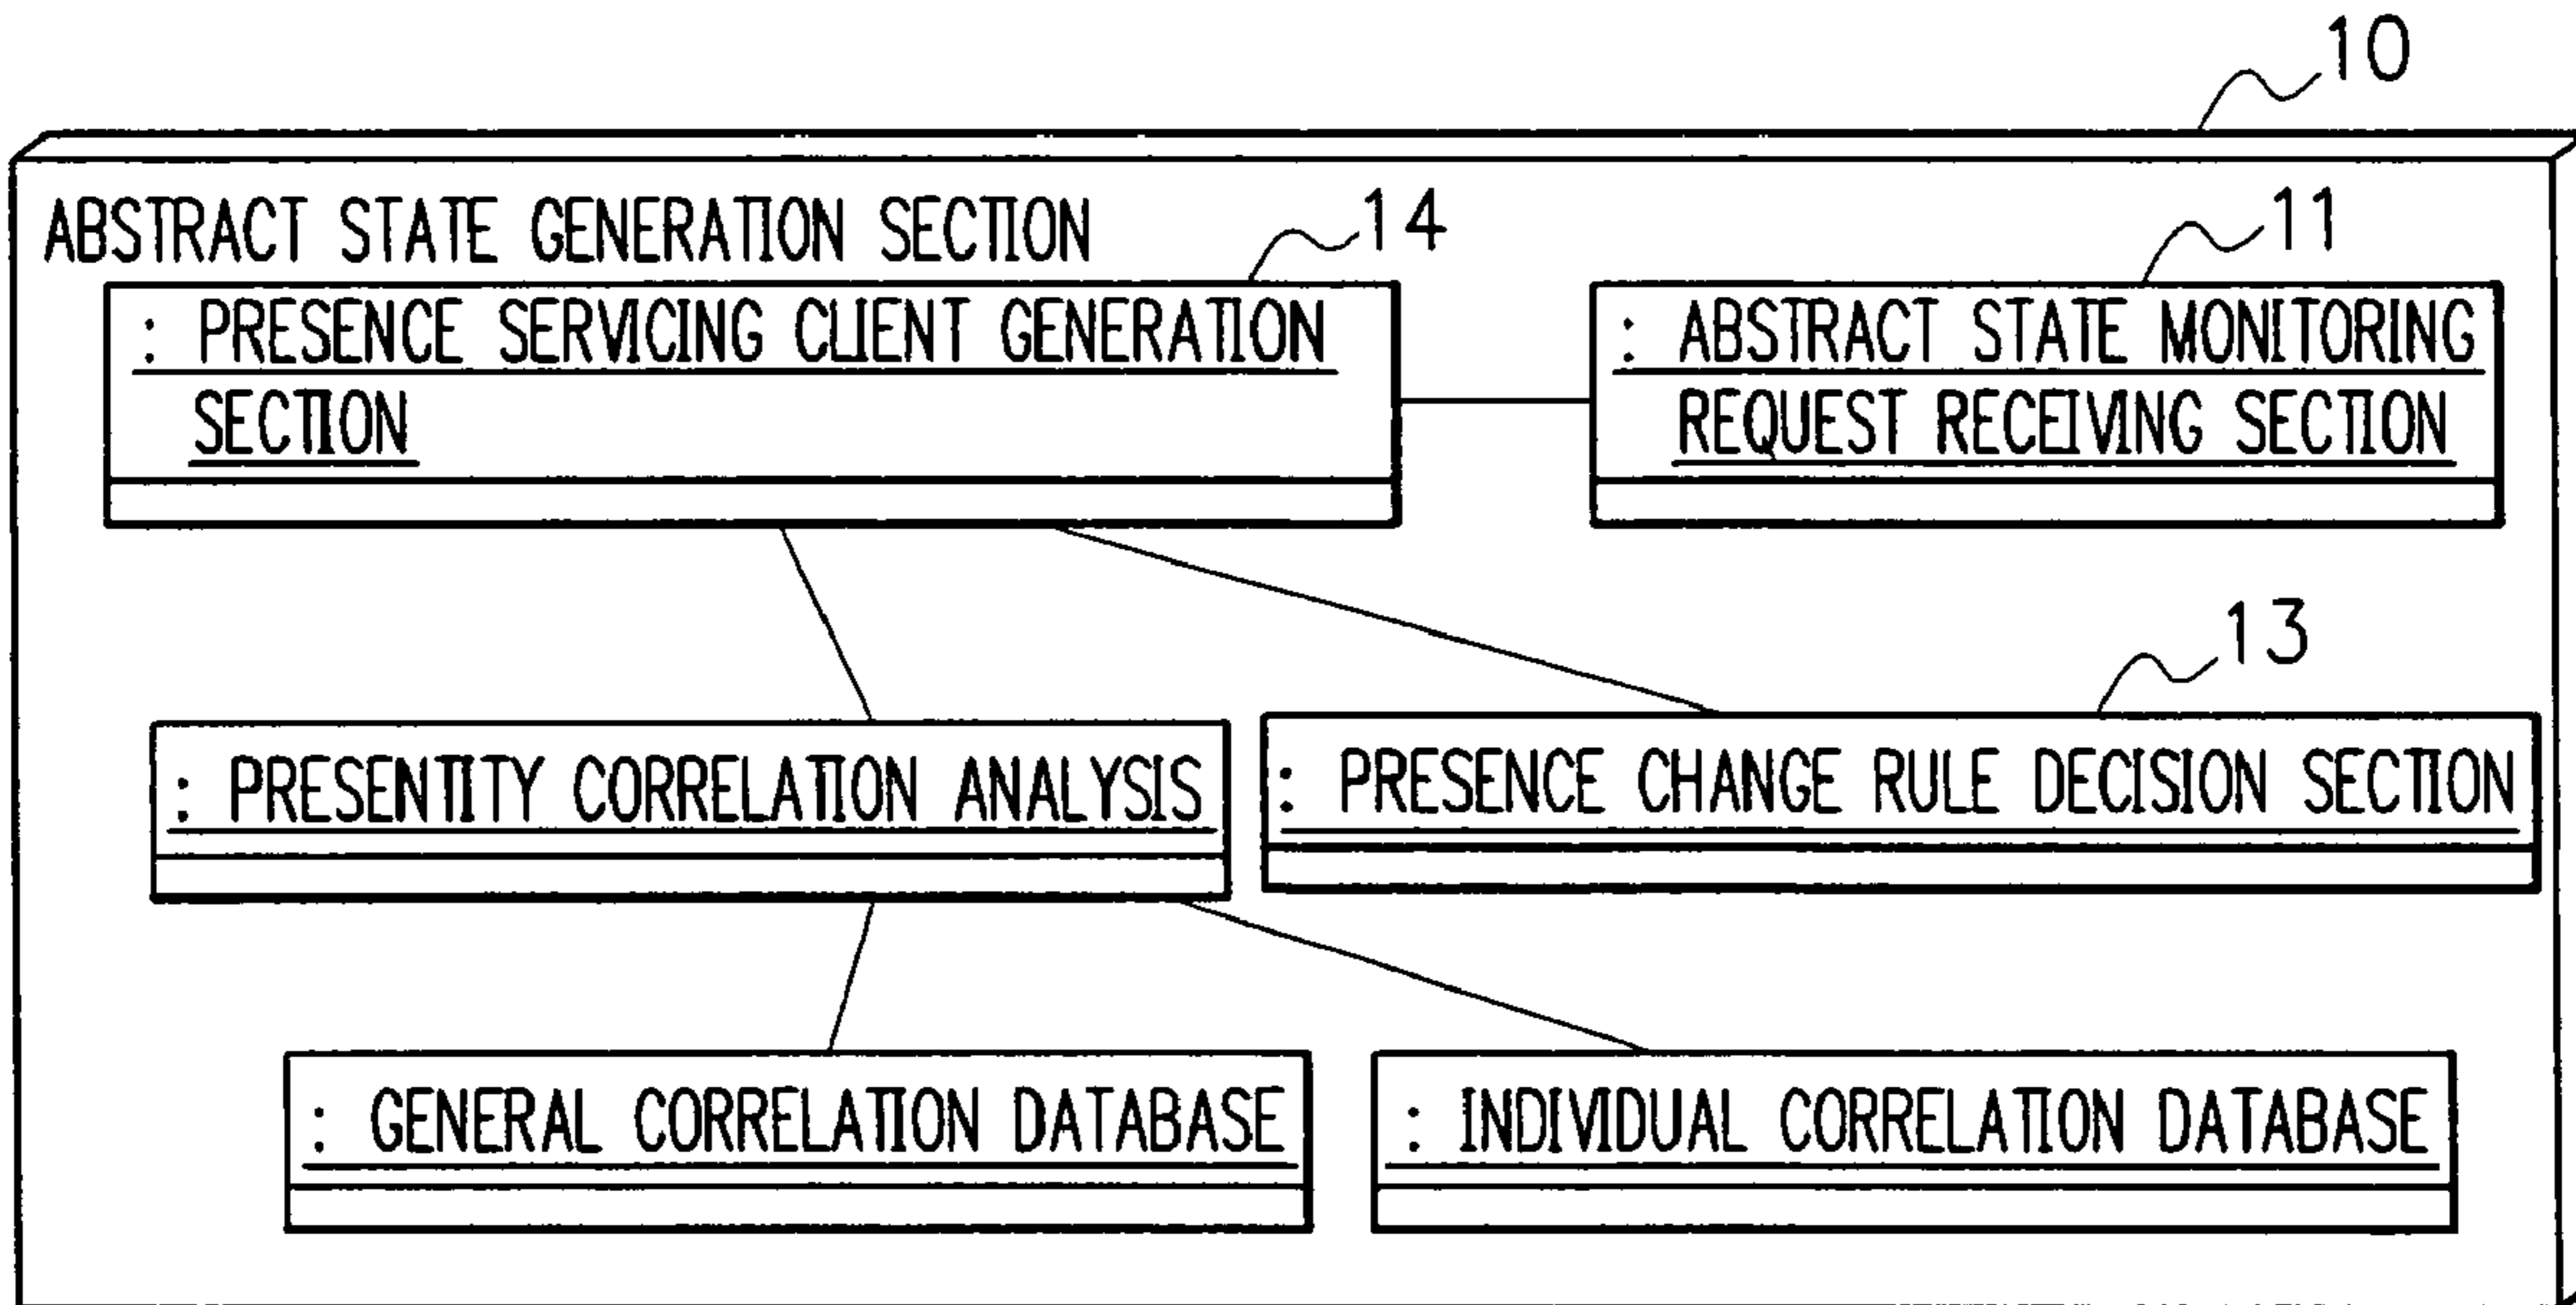 10
ABSTRACT STATE GENERATION SECTION
14
11
: PRESENCE SERVICING CLIENT GENERATION
SECTION
: ABSTRACT STATE MONITORING
REQUEST RECEIVING SECTION
13
: PRESENTITY CORRELATION ANALYSIS
: PRESENCE CHANGE RULE DECISION SECTION
: GENERAL CORRELATION DATABASE
: INDIVIDUAL CORRELATION DATABASE